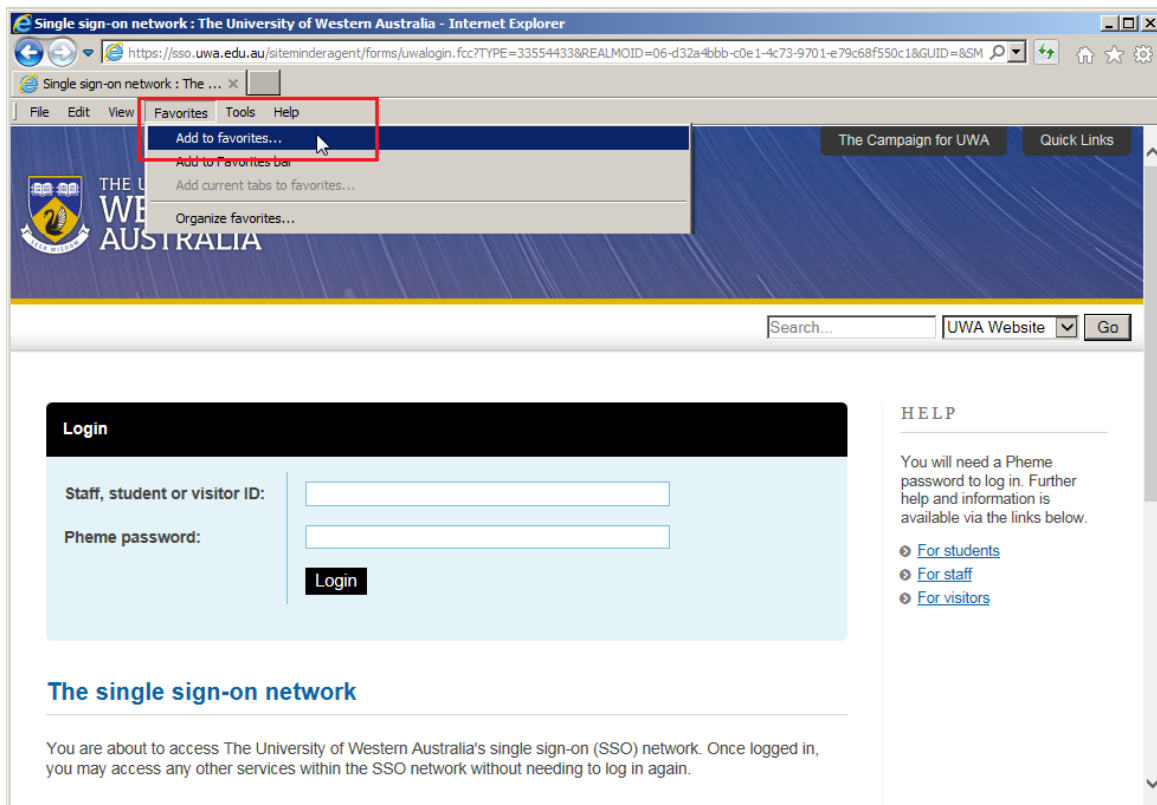 Single sign-on network : The University of Western Australia - Internet Explorer
https://sso.uwa.edu.au/siteminderagent/forms/uwalogin.fcc?TYPE=33554433&REALMOID=06-d32a4bbb-c0e1-4c73-9701-e79c68f550c1&GUID=&SM
Single sign-on network : The ...
File Edit View Favorites Tools Help
Add to favorites...
Add to Favorites bar
Add current tabs to favorites...
Organize favorites...
The Campaign for UWA Quick Links
THE U
WE
AUSTRALIA
SEEK WISDOM
Search... UWA Website Go
Login
Staff, student or visitor ID:
Pheme password:
Login
HELP
You will need a Pheme
password to log in. Further
help and information is
available via the links below.
For students
For staff
For visitors
The single sign-on network
You are about to access The University of Western Australia's single sign-on (SSO) network. Once logged in,
you may access any other services within the SSO network without needing to log in again.